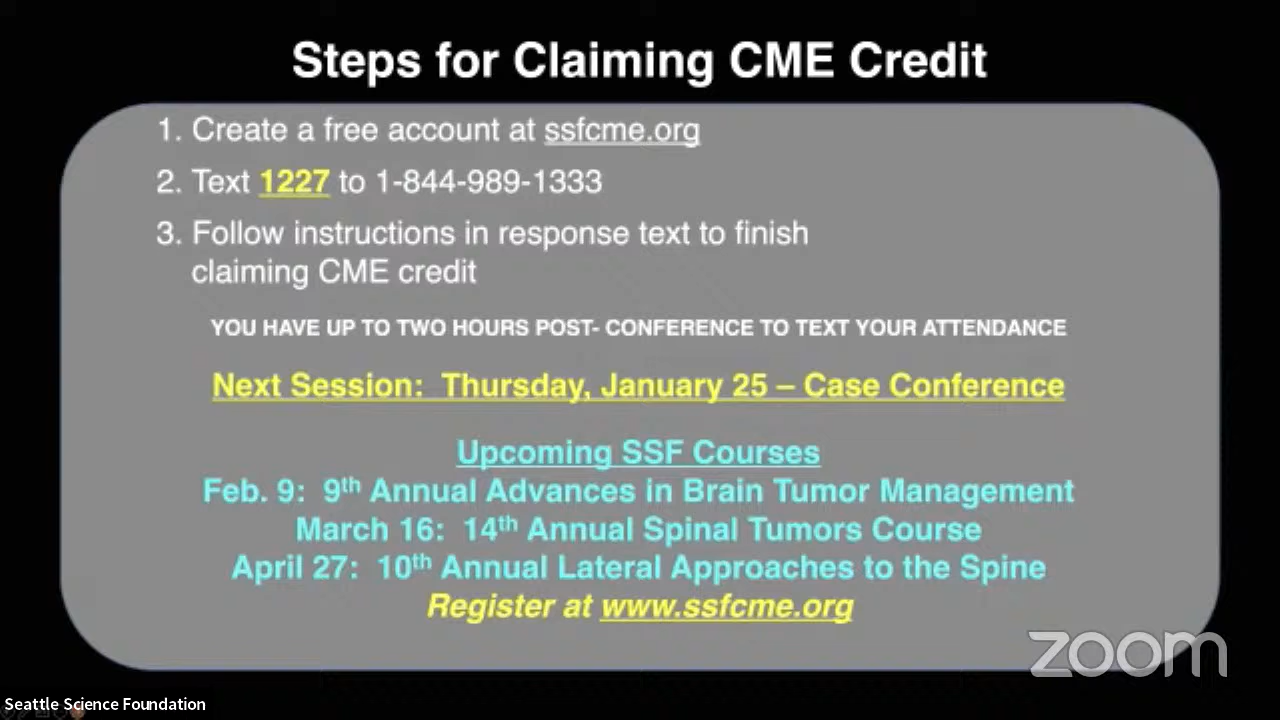 Steps for Claiming CME Credit
1. Create a free account at ssfcme.org
2. Text 1227 to 1-844-989-1333
3. Follow instructions in response text to finish
claiming CME credit
YOU HAVE UP TO TWO HOURS POST- CONFERENCE TO TEXT YOUR ATTENDANCE
Next Session: Thursday, January 25 – Case Conference
Upcoming SSF Courses
Feb. 9: 9th Annual Advances in Brain Tumor Management
March 16: 14th Annual Spinal Tumors Course
April 27: 10th Annual Lateral Approaches to the Spine
Register at www.ssfcme.org
zoom
Seattle Science Foundation